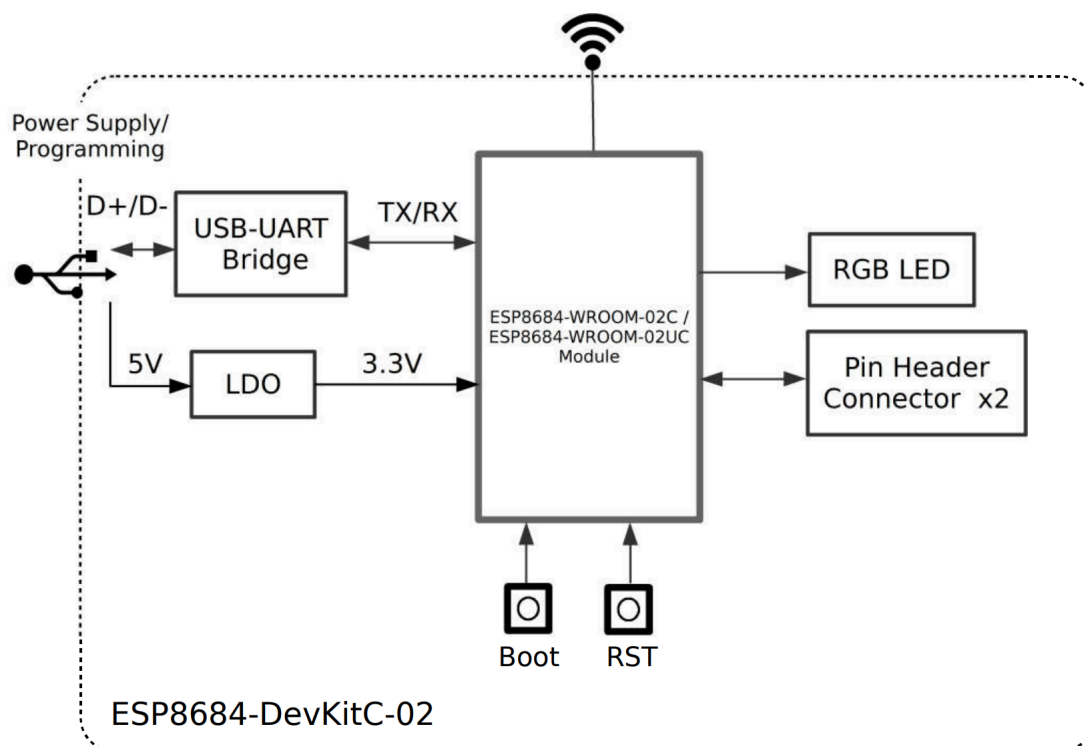 Power Supply/
Programming
D+/D-
USB-UART
Bridge
TX/RX
5V
LDO
3.3V
ESP8684-WROOM-02C /
ESP8684-WROOM-02UC
Module
RGB LED
Pin Header
Connector x2
Boot
RST
ESP8684-DevKitC-02